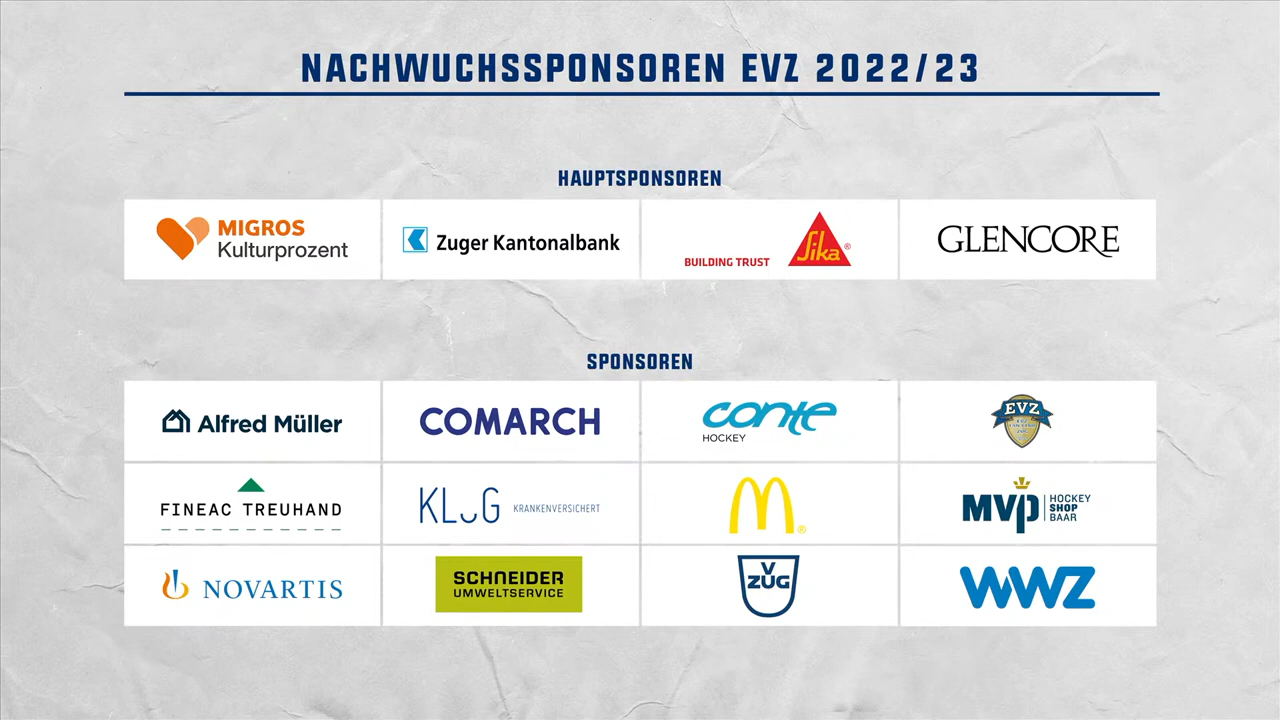 NACHWUCHSSPONSOREN EVZ 2022/23
HAUPTSPONSOREN
MIGROS
Kulturprozent
Zuger Kantonalbank
BUILDING TRUST
Sika®
GLENCORE
SPONSOREN
Alfred Müller
COMARCH
conte
HOCKEY
EVZ
FINEAC TREUHAND
KLuG KRANKENVERSICHERT
M®
MVP HOCKEY
SHOP
BAAR
NOVARTIS
SCHNEIDER
UMWELTSERVICE
V
ZUG
WWZ